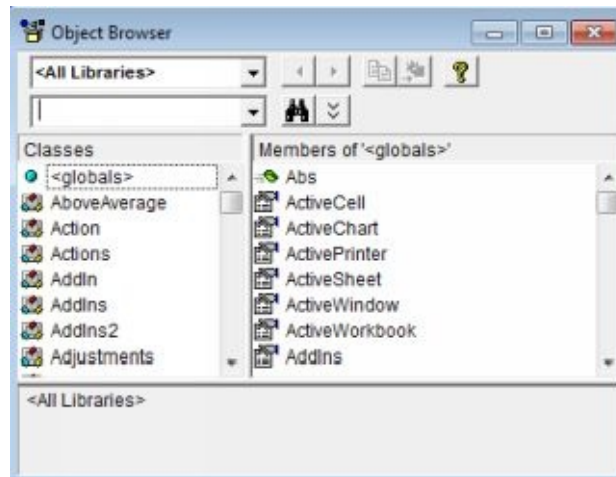 Object Browser
<All Libraries>
Classes
Members of '<globals>'
<globals>
AboveAverage
Action
Actions
AddIn
AddIns
AddIns2
Adjustments
Abs
ActiveCell
ActiveChart
ActivePrinter
ActiveSheet
ActiveWindow
ActiveWorkbook
AddIns
<All Libraries>